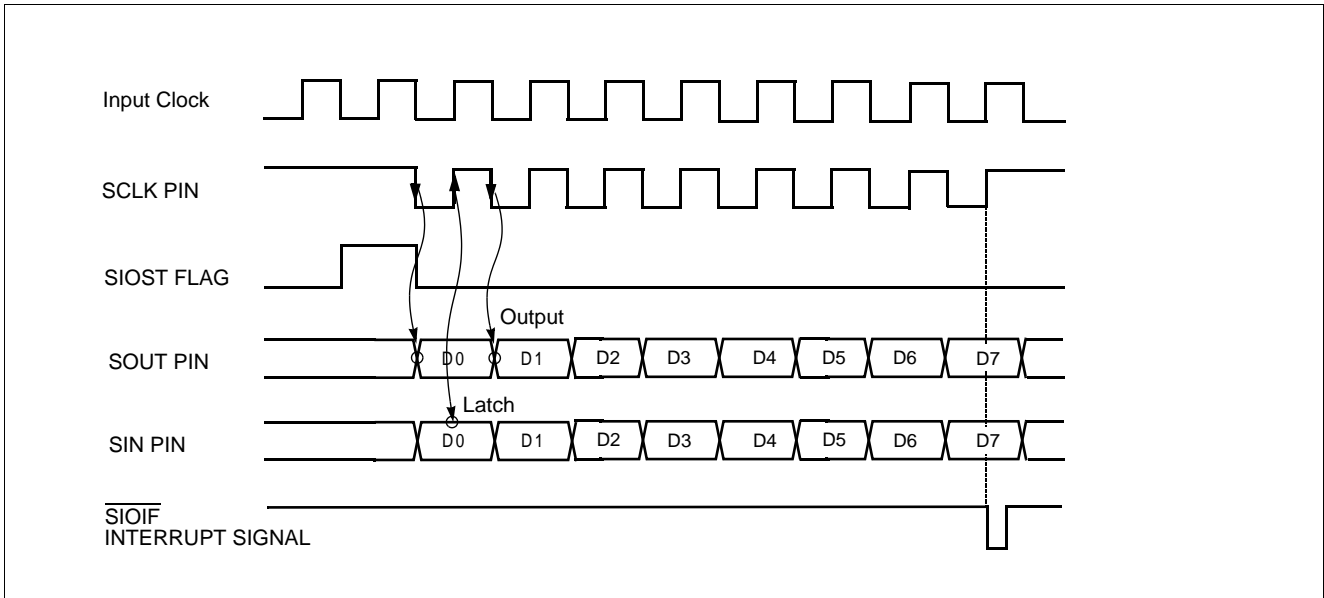 Input Clock
SCLK PIN
SIOST FLAG
Output
SOUT PIN
D0 D1 D2 D3 D4 D5 D6 D7
Latch
SIN PIN
D0 D1 D2 D3 D4 D5 D6 D7
SIOIF
INTERRUPT SIGNAL